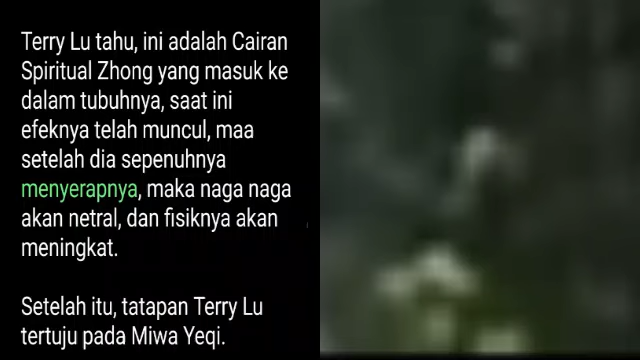 Terry Lu tahu, ini adalah Cairan
Spiritual Zhong yang masuk ke
dalam tubuhnya, saat ini
efeknya telah muncul, maa
setelah dia sepenuhnya
menyerapnya, maka naga naga
akan netral, dan fisiknya akan
meningkat.
Setelah itu, tatapan Terry Lu
tertuju pada Miwa Yeqi.